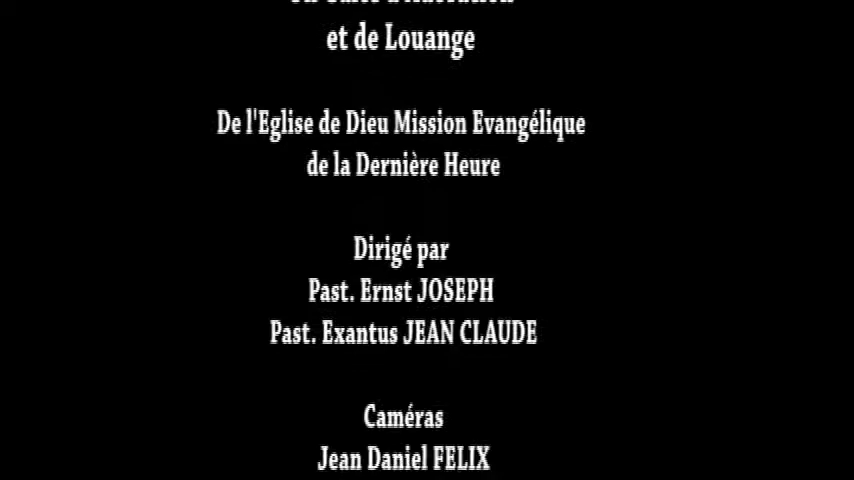 et de Louange
De l'Eglise de Dieu Mission Evangélique
de la Dernière Heure
Dirigé par
Past. Ernst JOSEPH
Past. Exantus JEAN CLAUDE
Caméras
Jean Daniel FELIX